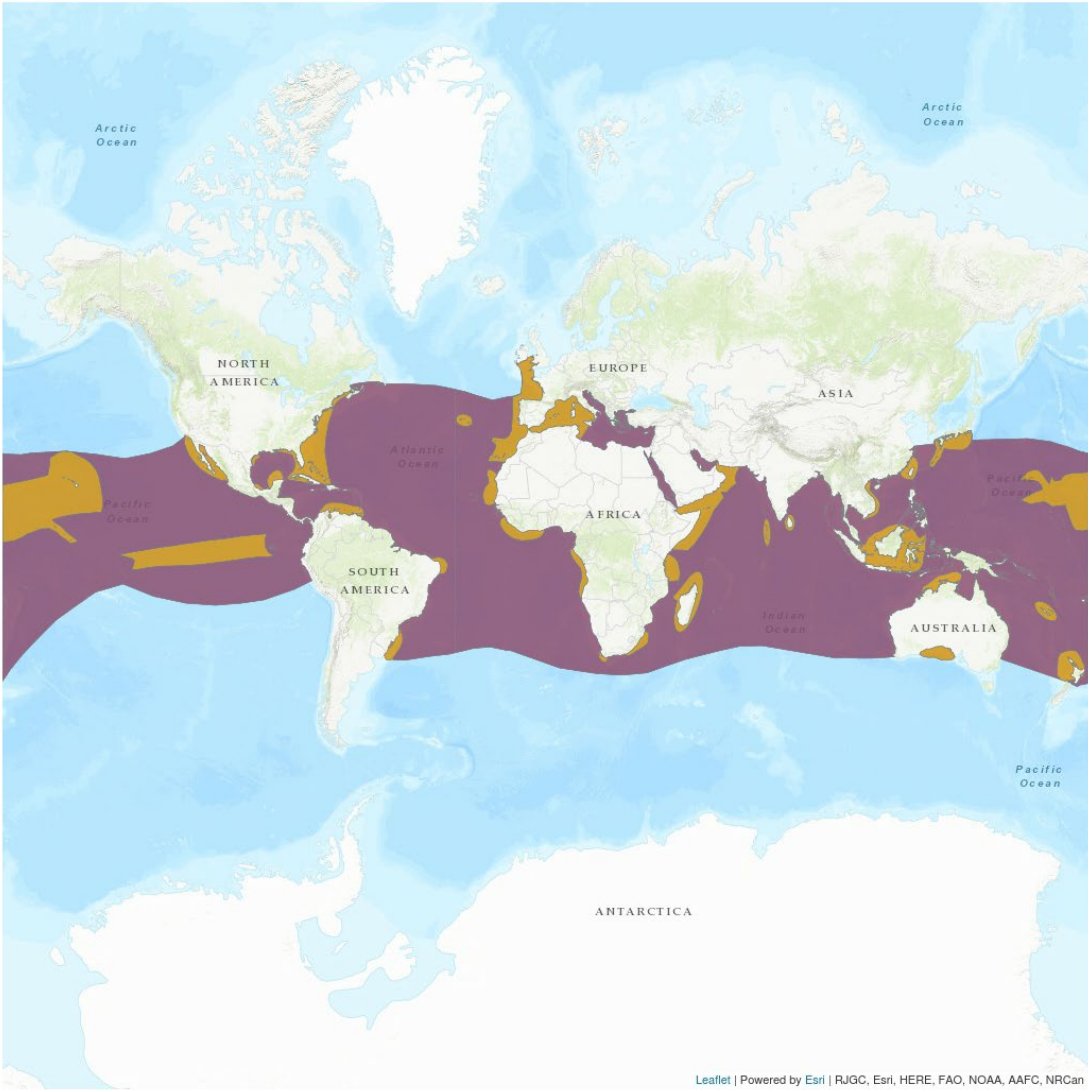 Arctic
Ocean
Arctic
Ocean
NORTH
AMERICA
EUROPE
ASIA
Atlantic
Ocean
Pacific
Ocean
Pacific
Ocean
AFRICA
SOUTH
AMERICA
Indian
Ocean
AUSTRALIA
Pacific
Ocean
ANTARCTICA
Leaflet | Powered by Esri | RJGC, Esri, HERE, FAO, NOAA, AAFC, NRCan